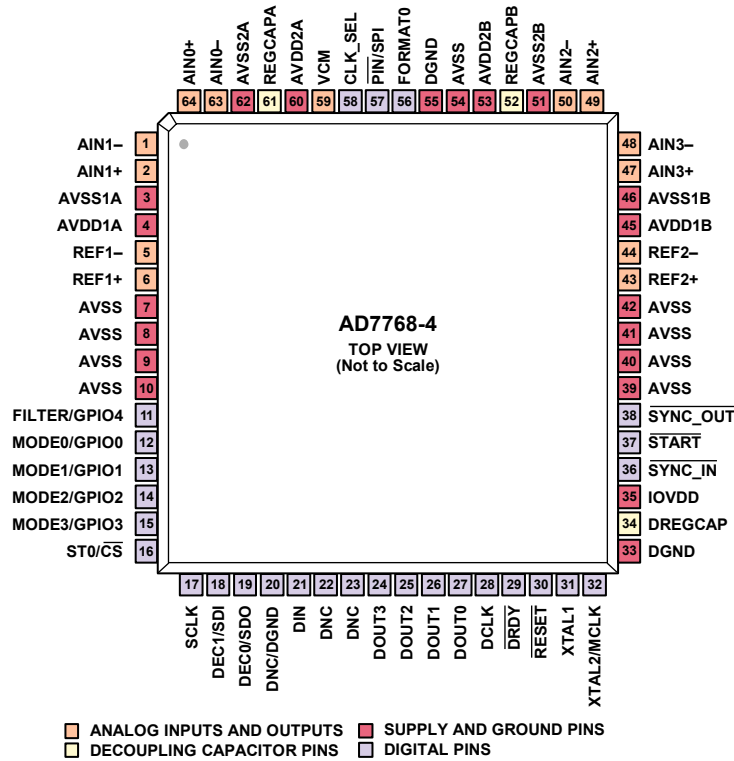 AIN0+
AIN0–
AVSS2A
REGCAPA
AVDD2A
VCM
CLK_SEL
PIN/SPI
FORMAT0
DGND
AVSS
AVDD2B
REGCAPB
AVSS2B
AIN2–
AIN2+
64 63 62 61 60 59 58 57 56 55 54 53 52 51 50 49
AIN1– 1
AIN1+ 2
AVSS1A 3
AVDD1A 4
REF1– 5
REF1+ 6
AVSS 7
AVSS 8
AVSS 9
AVSS 10
FILTER/GPIO4 11
MODE0/GPIO0 12
MODE1/GPIO1 13
MODE2/GPIO2 14
MODE3/GPIO3 15
ST0/CS 16
AD7768-4
TOP VIEW
(Not to Scale)
48 AIN3–
47 AIN3+
46 AVSS1B
45 AVDD1B
44 REF2–
43 REF2+
42 AVSS
41 AVSS
40 AVSS
39 AVSS
38 SYNC_OUT
37 START
36 SYNC_IN
35 IOVDD
34 DREGCAP
33 DGND
17 18 19 20 21 22 23 24 25 26 27 28 29 30 31 32
SCLK
DEC1/SDI
DEC0/SDO
DNC/DGND
DIN
DNC
DNC
DOUT3
DOUT2
DOUT1
DOUT0
DCLK
DRDY
RESET
XTAL1
XTAL2/MCLK
ANALOG INPUTS AND OUTPUTS
SUPPLY AND GROUND PINS
DECOUPLING CAPACITOR PINS
DIGITAL PINS